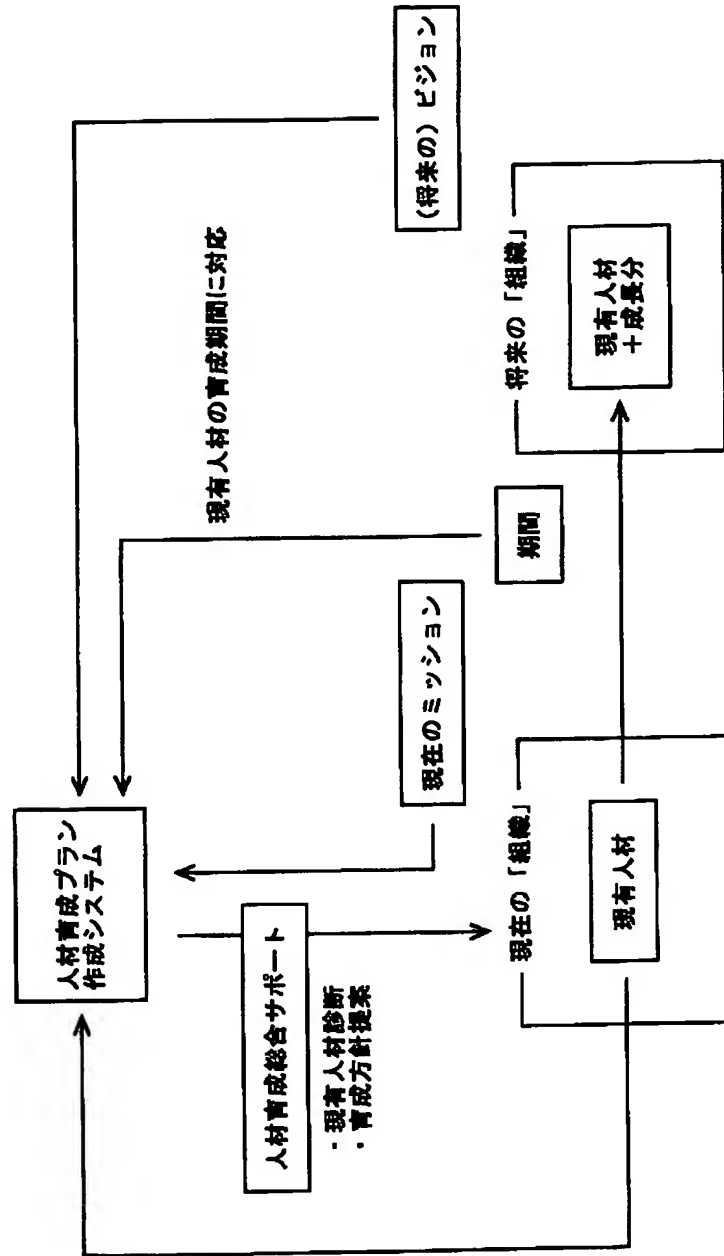 人材育成プラン
作成システム
人材育成総合サポート
・現有人材診断
・育成方針提案
現在のミッション
現有人材の育成期間に対応
期間
(将来の) ビジョン
現在の「組織」
現有人材
将来の「組織」
現有人材
＋成長分